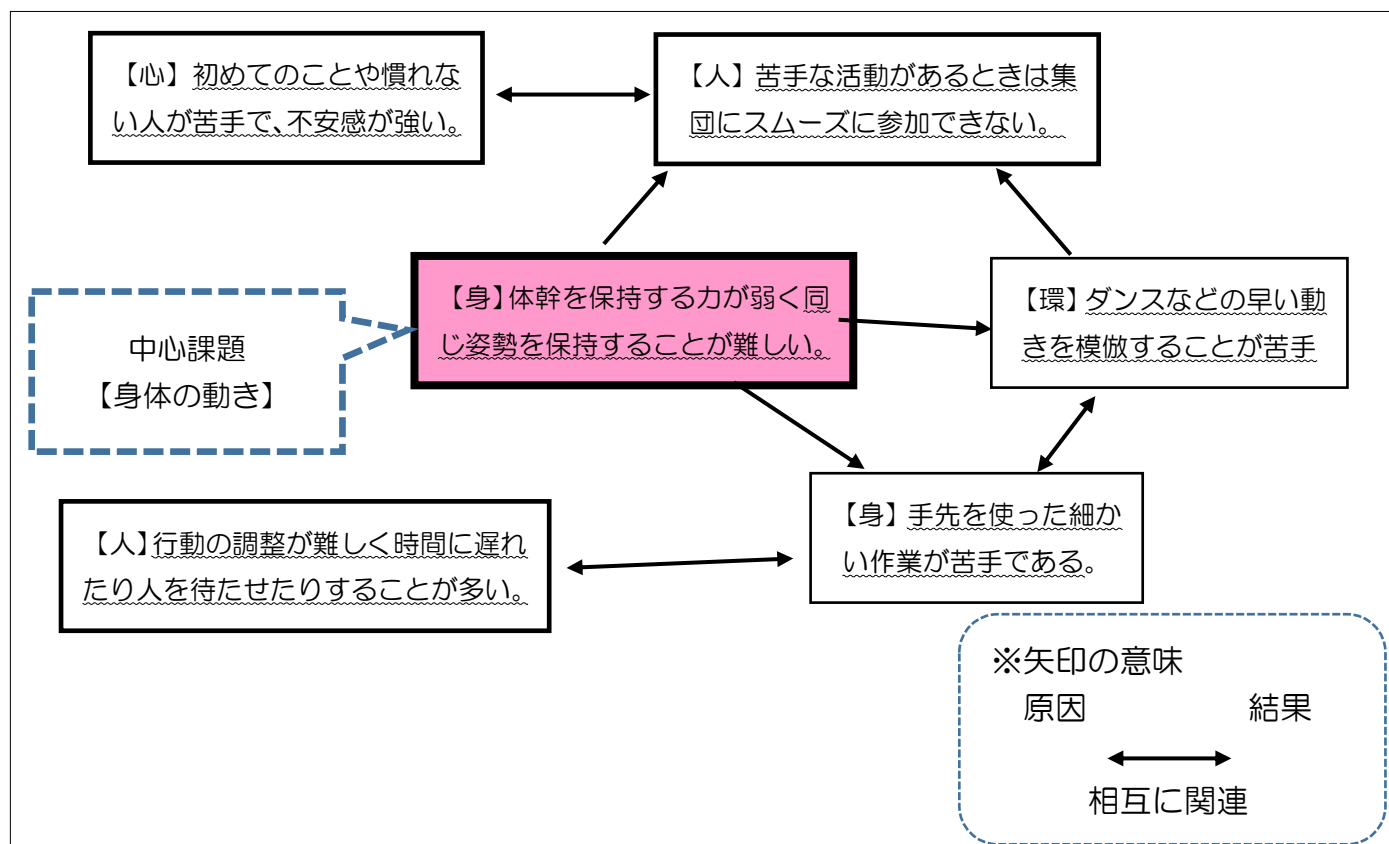 【心】初めてのことや慣れな
い人が苦手で、不安感が強い。
【人】苦手な活動があるときは集
団にスムーズに参加できない。
【身】体幹を保持する力が弱く同
じ姿勢を保持することが難しい。
【環】ダンスなどの早い動
きを模倣することが苦手
中心課題
【身体の動き】
【人】行動の調整が難しく時間に遅れ
たり人を待たせたりすることが多い。
【身】手先を使った細か
い作業が苦手である。
※矢印の意味
原因 結果
相互に関連